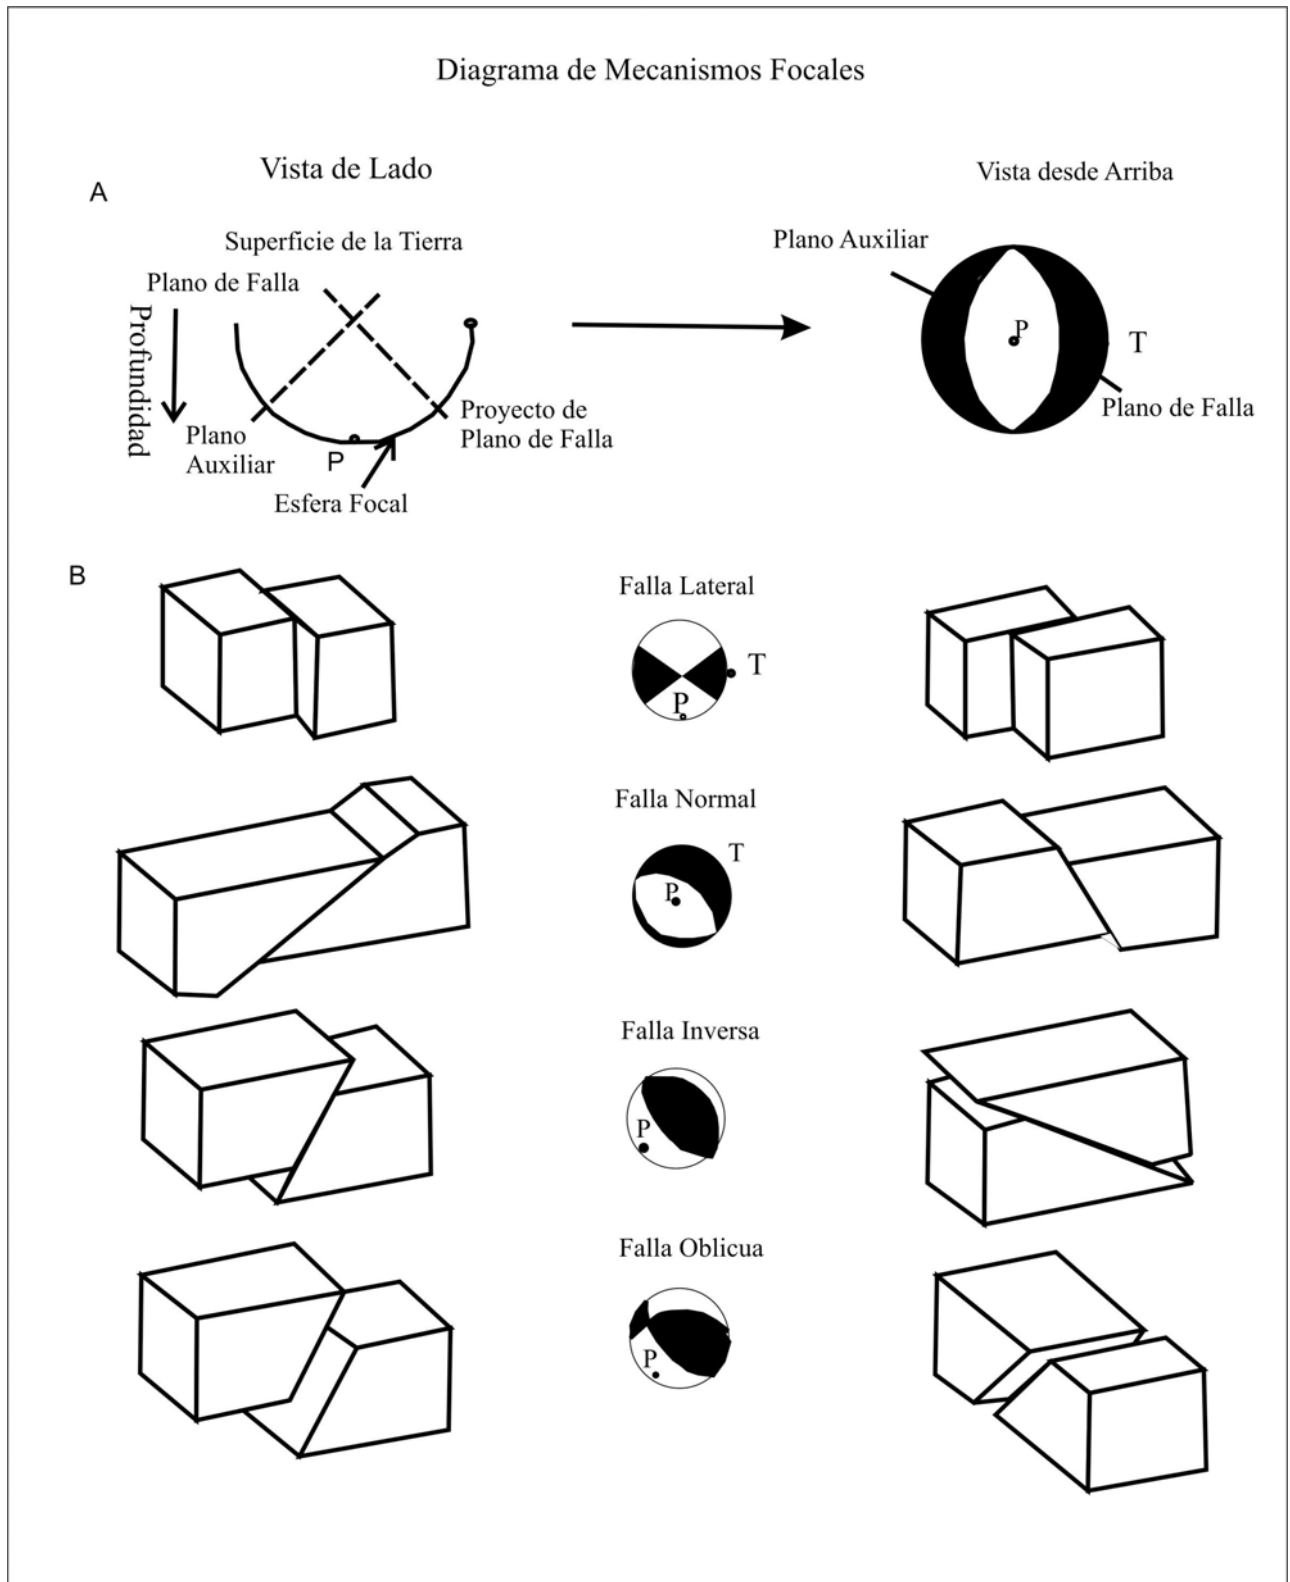 Diagrama de Mecanismos Focales
A
Vista de Lado
Superficie de la Tierra
Plano de Falla
Profundidad
Plano
Auxiliar
P
Esfera Focal
Proyecto de
Plano de Falla
Vista desde Arriba
Plano Auxiliar
P
T
Plano de Falla
B
Falla Lateral
T
P
Falla Normal
T
P
Falla Inversa
P
Falla Oblicua
P